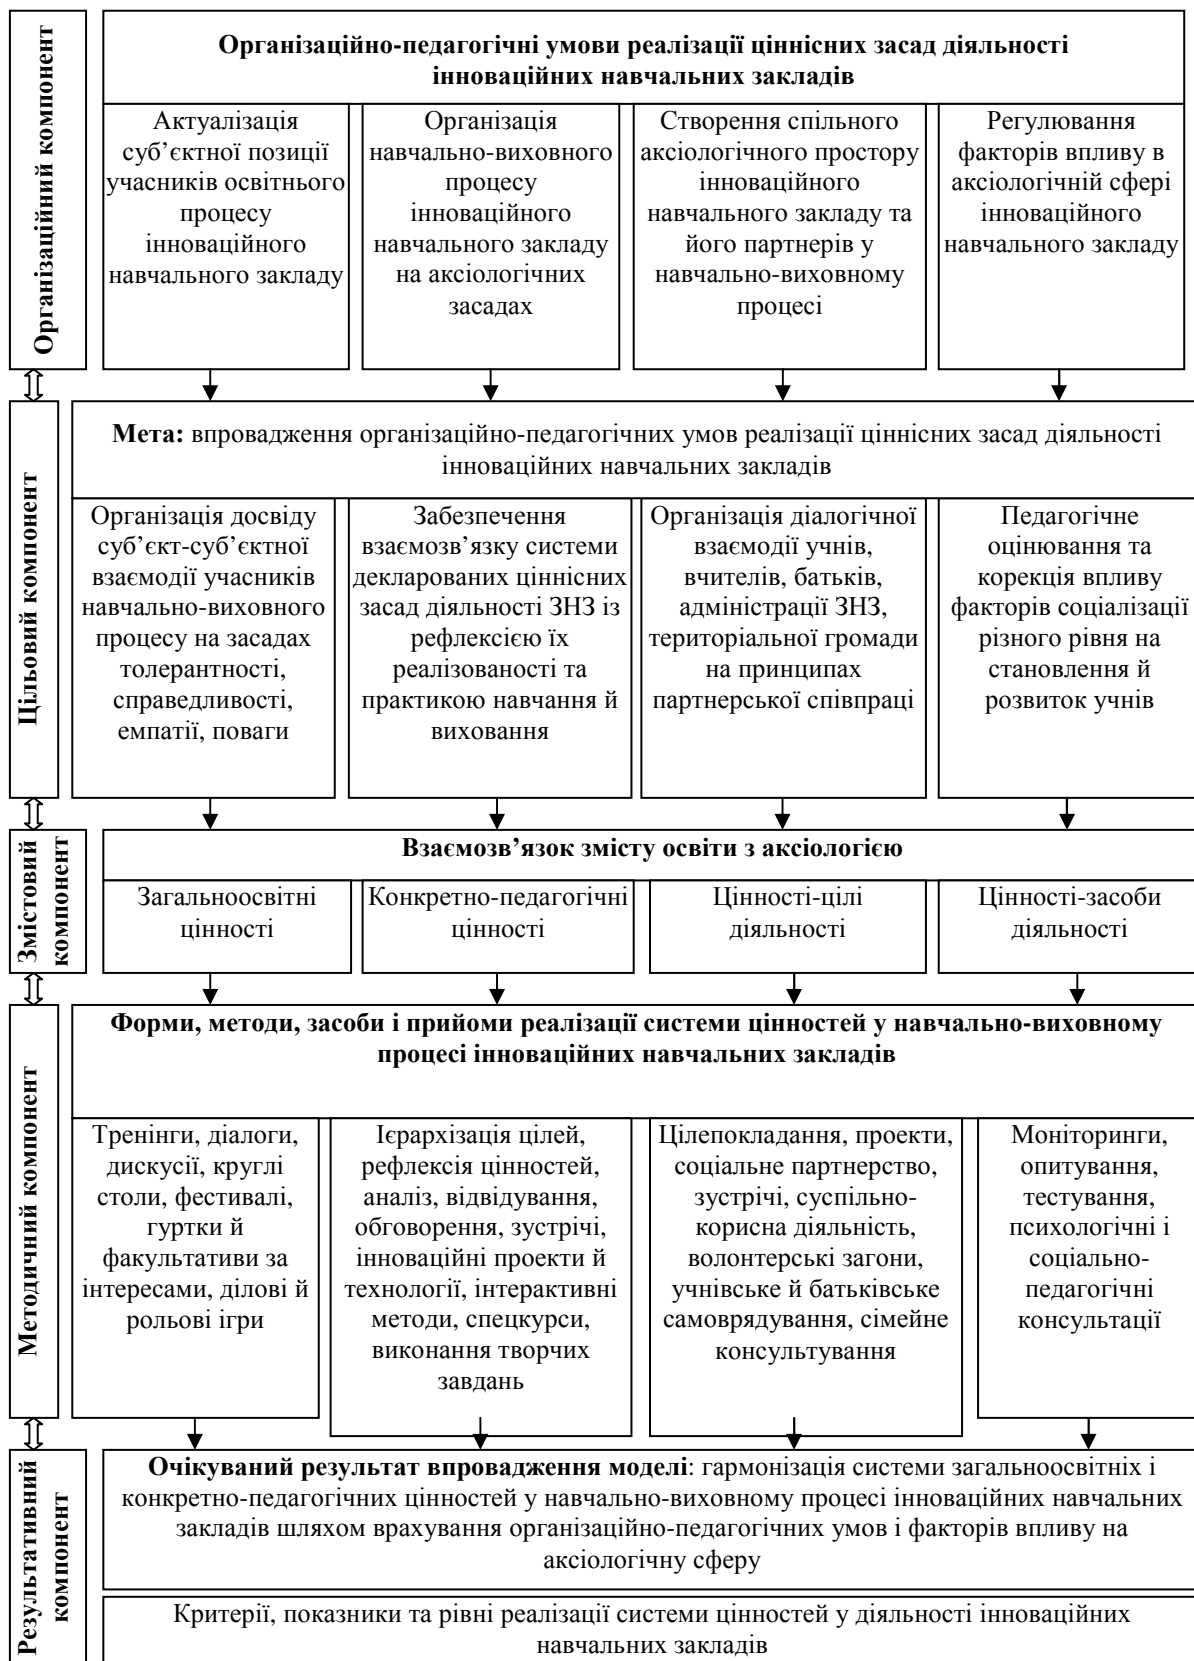 Організаційний компонент
Організаційно-педагогічні умови реалізації ціннісних засад діяльності
інноваційних навчальних закладів
Актуалізація
суб’єктної позиції
учасників освітнього
процесу
інноваційного
навчального закладу
Організація
навчально-виховного
процесу
інноваційного
навчального закладу
на аксіологічних
засадах
Створення спільного
аксіологічного простору
інноваційного
навчального закладу та
його партнерів у
навчально-виховному
процесі
Регулювання
факторів впливу в
аксіологічній сфері
інноваційного
навчального закладу
Цільовий компонент
Мета: впровадження організаційно-педагогічних умов реалізації ціннісних засад діяльності
інноваційних навчальних закладів
Організація досвіду
суб’єкт-суб’єктної
взаємодії учасників
навчально-виховного
процесу на засадах
толерантності,
справедливості,
емпатії, поваги
Забезпечення
взаємозв’язку системи
декларованих ціннісних
засад діяльності ЗНЗ із
рефлексією їх
реалізованості та
практикою навчання й
виховання
Організація діалогічної
взаємодії учнів,
вчителів, батьків,
адміністрації ЗНЗ,
територіальної громади
на принципах
партнерської співпраці
Педагогічне
оцінювання та
корекція впливу
факторів соціалізації
різного рівня на
становлення й
розвиток учнів
Змістовий
компонент
Взаємозв’язок змісту освіти з аксіологією
Загальноосвітні
цінності
Конкретно-педагогічні
цінності
Цінності-цілі
діяльності
Цінності-засоби
діяльності
Методичний компонент
Форми, методи, засоби і прийоми реалізації системи цінностей у навчально-виховному
процесі інноваційних навчальних закладів
Тренінги, діалоги,
дискусії, круглі
столи, фестивалі,
гуртки й
факультативи за
інтересами, ділові й
рольові ігри
Ієрархізація цілей,
рефлексія цінностей,
аналіз, відвідування,
обговорення, зустрічі,
інноваційні проекти й
технології, інтерактивні
методи, спецкурси,
виконання творчих
завдань
Цілепокладання, проекти,
соціальне партнерство,
зустрічі, суспільно-
корисна діяльність,
волонтерські загони,
учнівське й батьківське
самоврядування, сімейне
консультування
Моніторинги,
опитування,
тестування,
психологічні і
соціально-
педагогічні
консультації
Результативний
компонент
Очікуваний результат впровадження моделі: гармонізація системи загальноосвітніх і
конкретно-педагогічних цінностей у навчально-виховному процесі інноваційних навчальних
закладів шляхом врахування організаційно-педагогічних умов і факторів впливу на
аксіологічну сферу
Критерії, показники та рівні реалізації системи цінностей у діяльності інноваційних
навчальних закладів